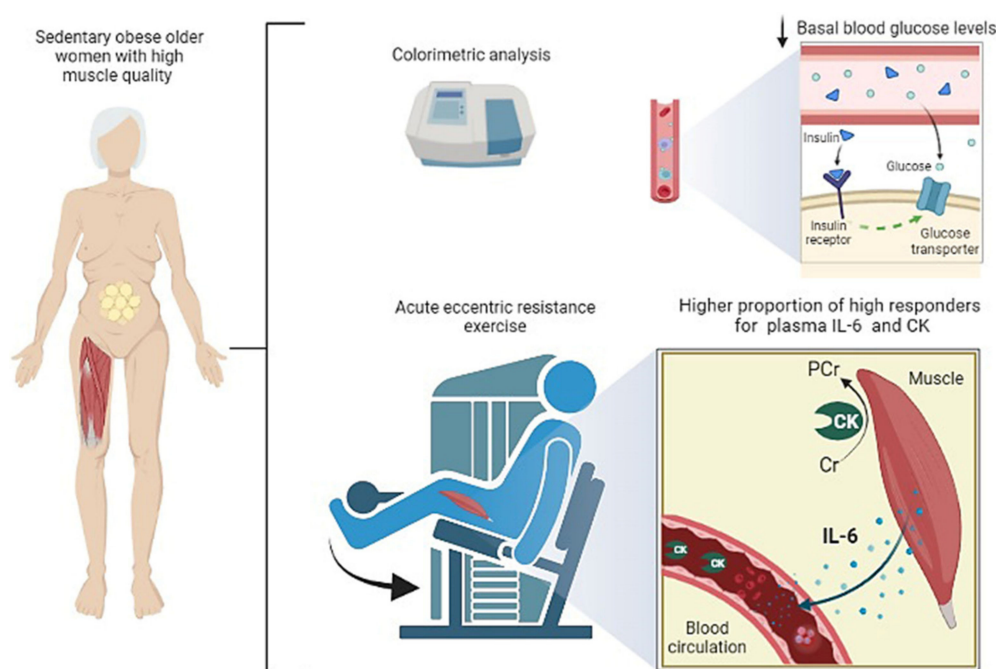 Sedentary obese older
women with high
muscle quality
Colorimetric analysis
Basal blood glucose levels
Insulin
Glucose
Insulin
receptor
Glucose
transporter
Acute eccentric resistance
exercise
Higher proportion of high responders
for plasma IL-6 and CK
PCr
Muscle
CK
Cr
IL-6
CK
CK
Blood
circulation